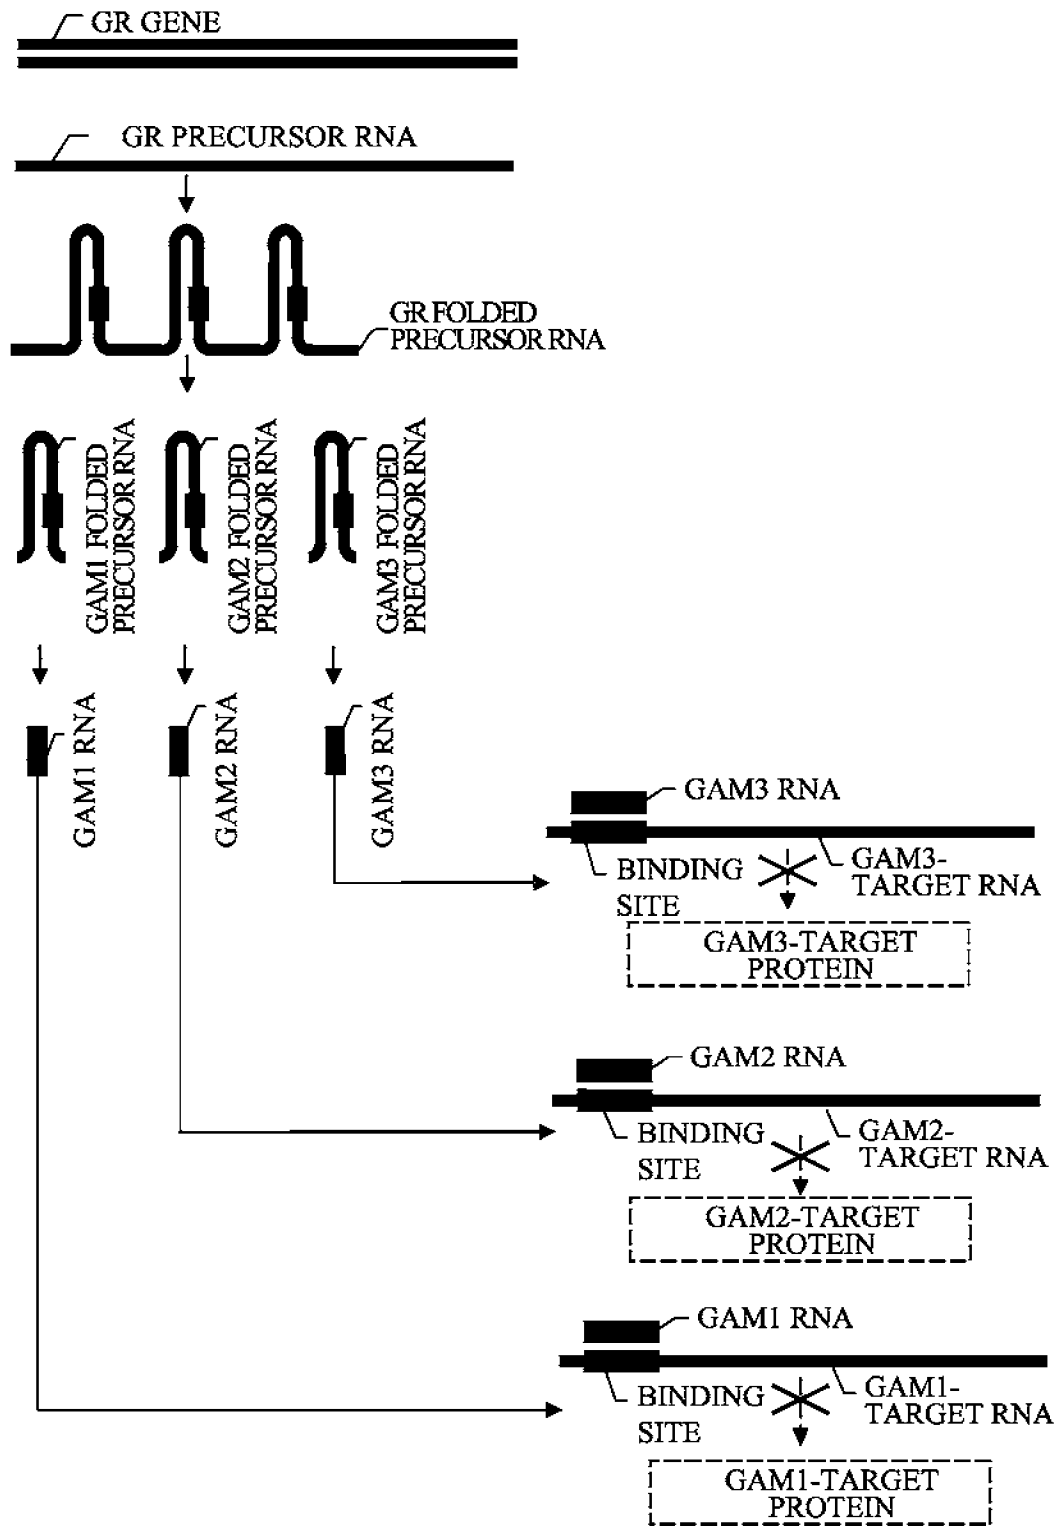 GR GENE
GR PRECURSOR RNA
GR FOLDED
PRECURSOR RNA
GAM1 FOLDED
PRECURSOR RNA
GAM2 FOLDED
PRECURSOR RNA
GAM3 FOLDED
PRECURSOR RNA
GAM1 RNA
GAM2 RNA
GAM3 RNA
GAM3 RNA
BINDING
SITE
GAM3-
TARGET RNA
GAM3-TARGET
PROTEIN
GAM2 RNA
BINDING
SITE
GAM2-
TARGET RNA
GAM2-TARGET
PROTEIN
GAM1 RNA
BINDING
SITE
GAM1-
TARGET RNA
GAM1-TARGET
PROTEIN